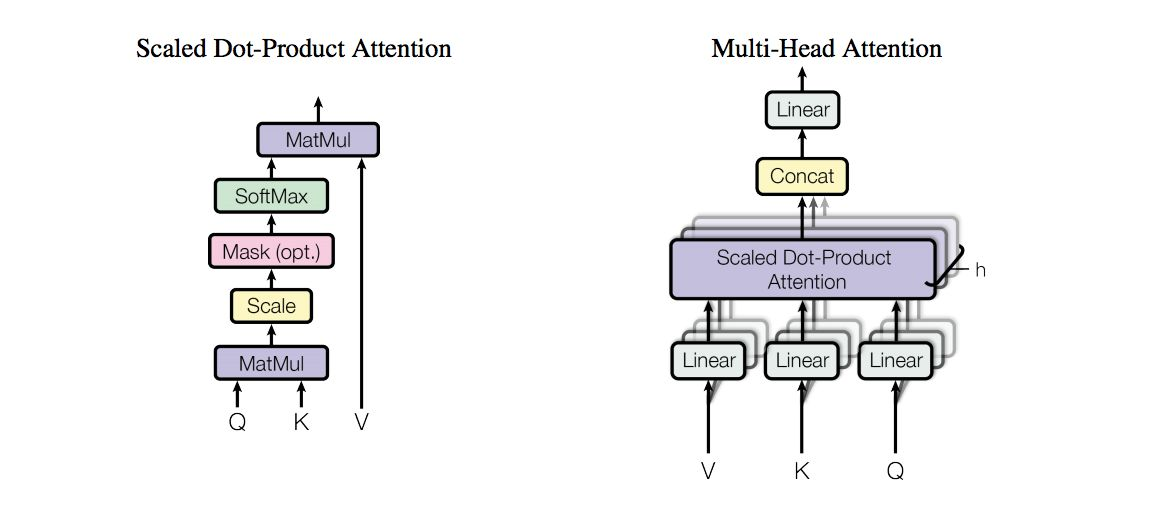 Scaled Dot-Product Attention
MatMul
SoftMax
Mask (opt.)
Scale
MatMul
Q K V
Multi-Head Attention
Linear
Concat
Scaled Dot-Product
Attention
h
Linear Linear Linear
V K Q